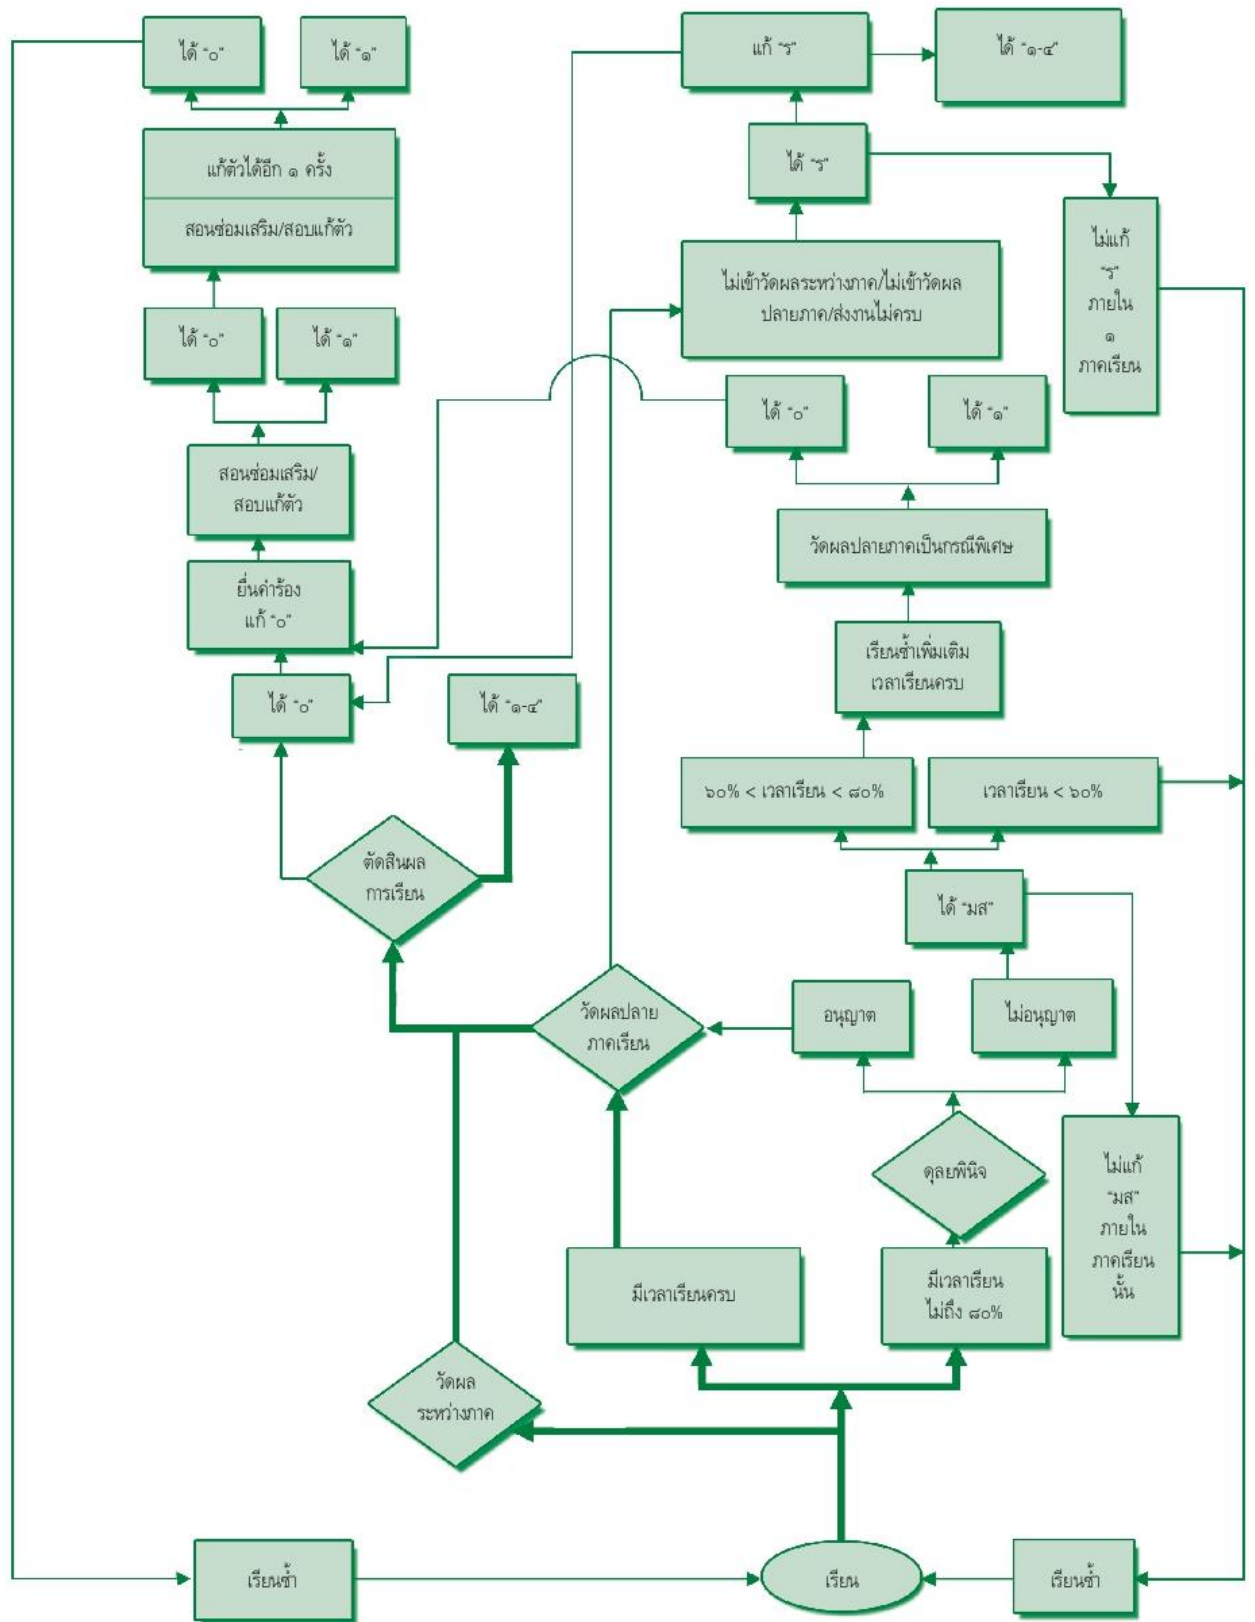 ได้ "๐"
ได้ "๑"
แก้ "ร"
ได้ "๑-๔"
แก้ตัวได้อีก ๑ ครั้ง
สอนซ่อมเสริม/สอบแก้ตัว
ได้ "ร"
ไม่แก้
"ร"
ภายใน
๑
ภาคเรียน
ไม่เข้าวัดผลระหว่างภาค/ไม่เข้าวัดผล
ปลายภาค/ส่งงานไม่ครบ
ได้ "๐"
ได้ "๑"
ได้ "๐"
ได้ "๑"
สอนซ่อมเสริม/
สอบแก้ตัว
วัดผลปลายภาคเป็นกรณีพิเศษ
ยื่นคำร้อง
แก้ "๐"
เรียนซ้ำเพิ่มเติม
เวลาเรียนครบ
ได้ "๐"
ได้ "๑-๔"
๖๐% < เวลาเรียน < ๘๐%
เวลาเรียน < ๖๐%
ตัดสินผล
การเรียน
ได้ "มส"
วัดผลปลาย
ภาคเรียน
อนุญาต
ไม่อนุญาต
ดุลยพินิจ
ไม่แก้
"มส"
ภายใน
ภาคเรียน
นั้น
มีเวลาเรียนครบ
มีเวลาเรียน
ไม่ถึง ๘๐%
วัดผล
ระหว่างภาค
เรียนซ้ำ
เรียน
เรียนซ้ำ